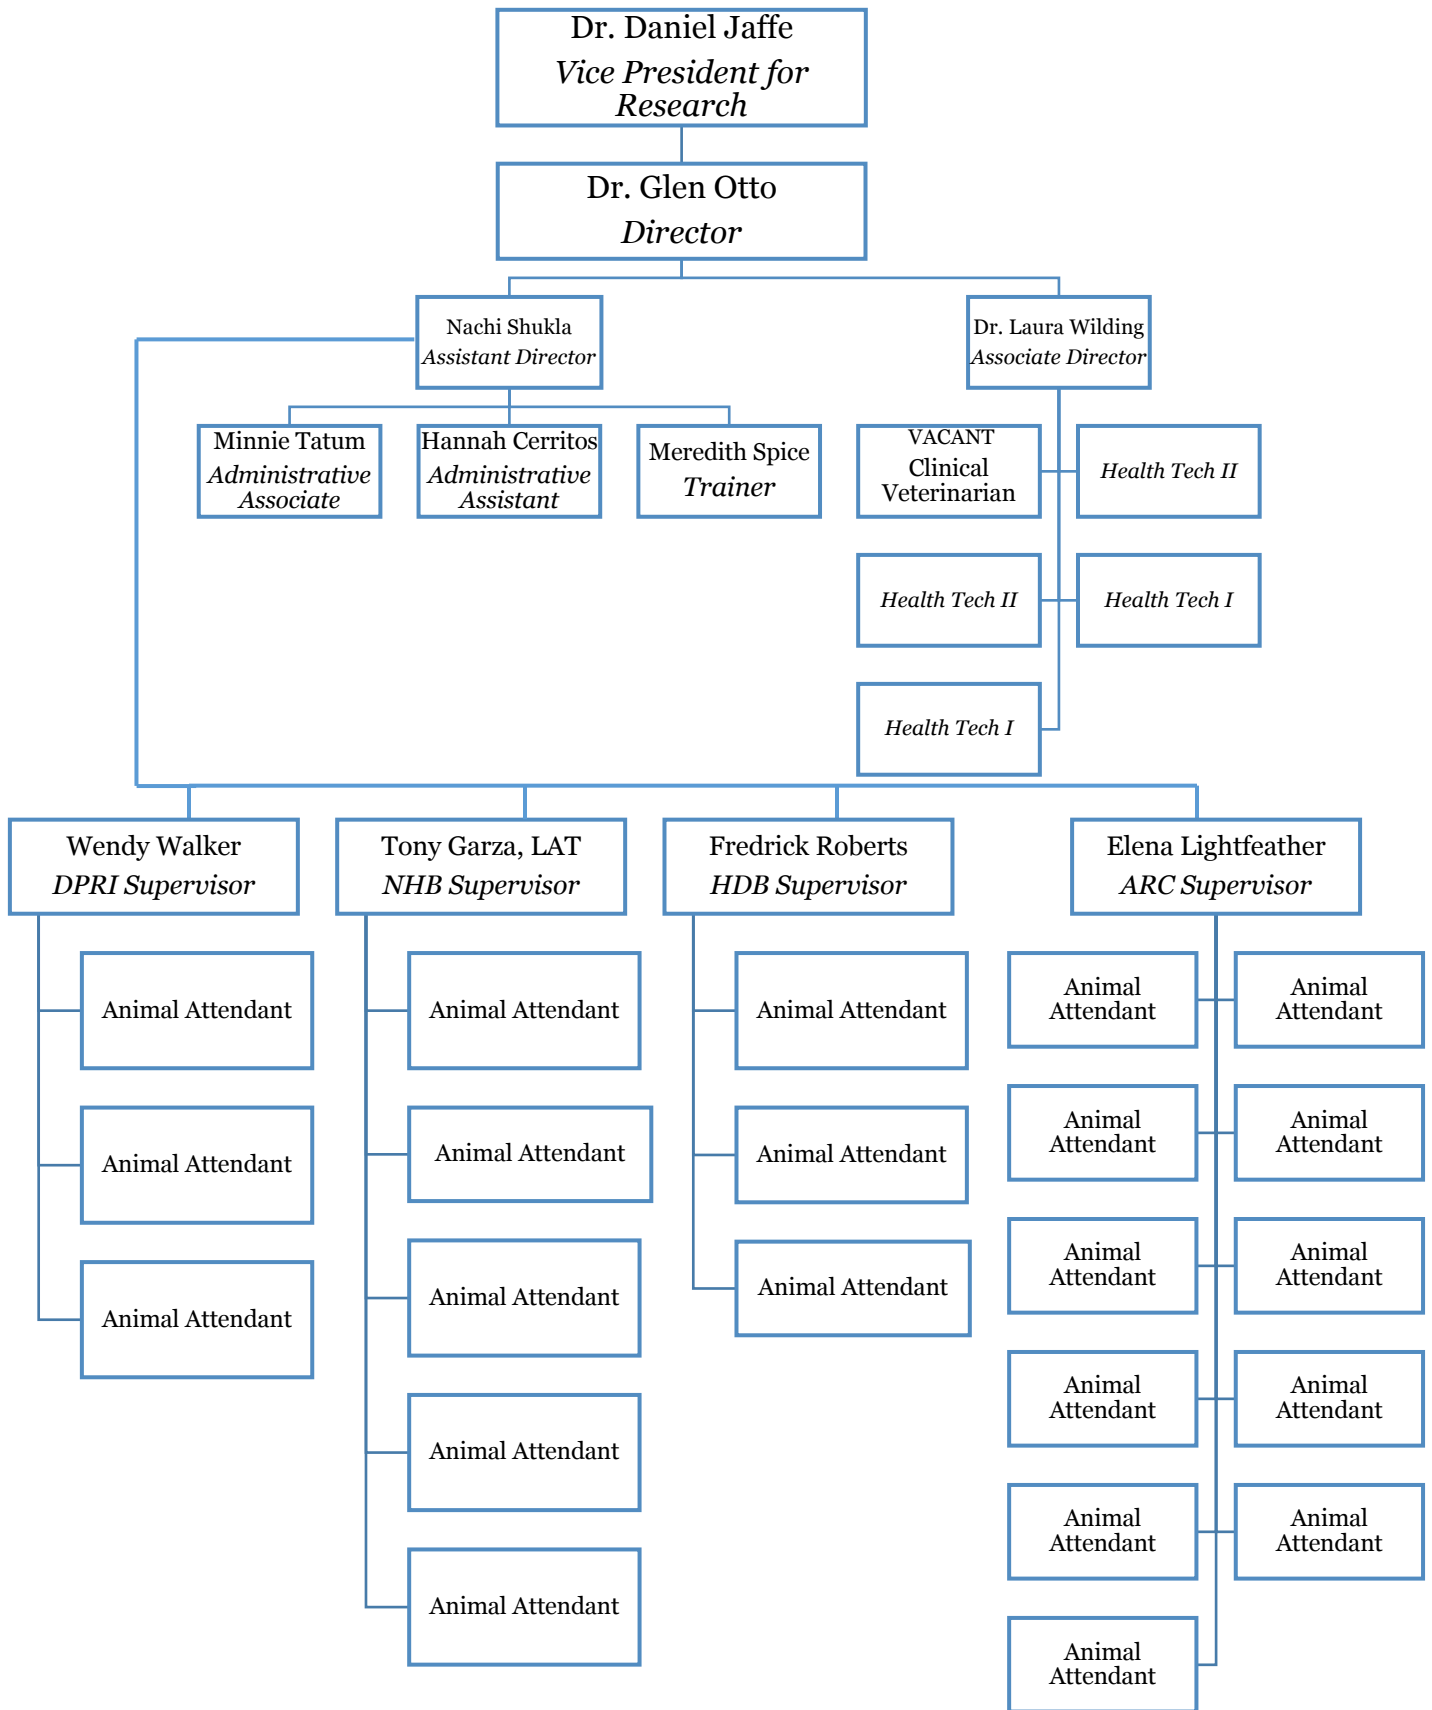 Dr. Daniel Jaffe
Vice President for
Research
Dr. Glen Otto
Director
Nachi Shukla
Assistant Director
Dr. Laura Wilding
Associate Director
Minnie Tatum
Administrative
Associate
Hannah Cerritos
Administrative
Assistant
Meredith Spice
Trainer
VACANT
Clinical
Veterinarian
Health Tech II
Health Tech II
Health Tech I
Health Tech I
Wendy Walker
DPRI Supervisor
Tony Garza, LAT
NHB Supervisor
Fredrick Roberts
HDB Supervisor
Elena Lightfeather
ARC Supervisor
Animal Attendant
Animal Attendant
Animal Attendant
Animal Attendant
Animal Attendant
Animal Attendant
Animal Attendant
Animal Attendant
Animal Attendant
Animal Attendant
Animal Attendant
Animal
Attendant
Animal
Attendant
Animal
Attendant
Animal
Attendant
Animal
Attendant
Animal
Attendant
Animal
Attendant
Animal
Attendant
Animal
Attendant
Animal
Attendant
Animal
Attendant